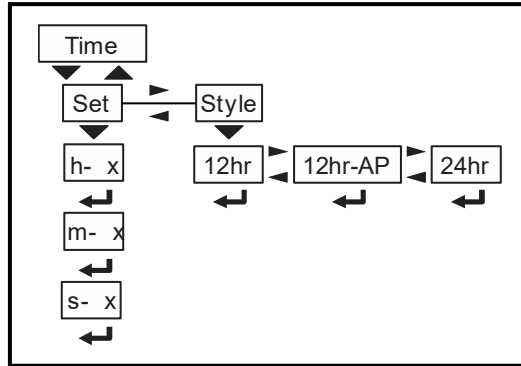 Time
Set Style
h- x 12hr 12hr-AP 24hr
m- x
s- x